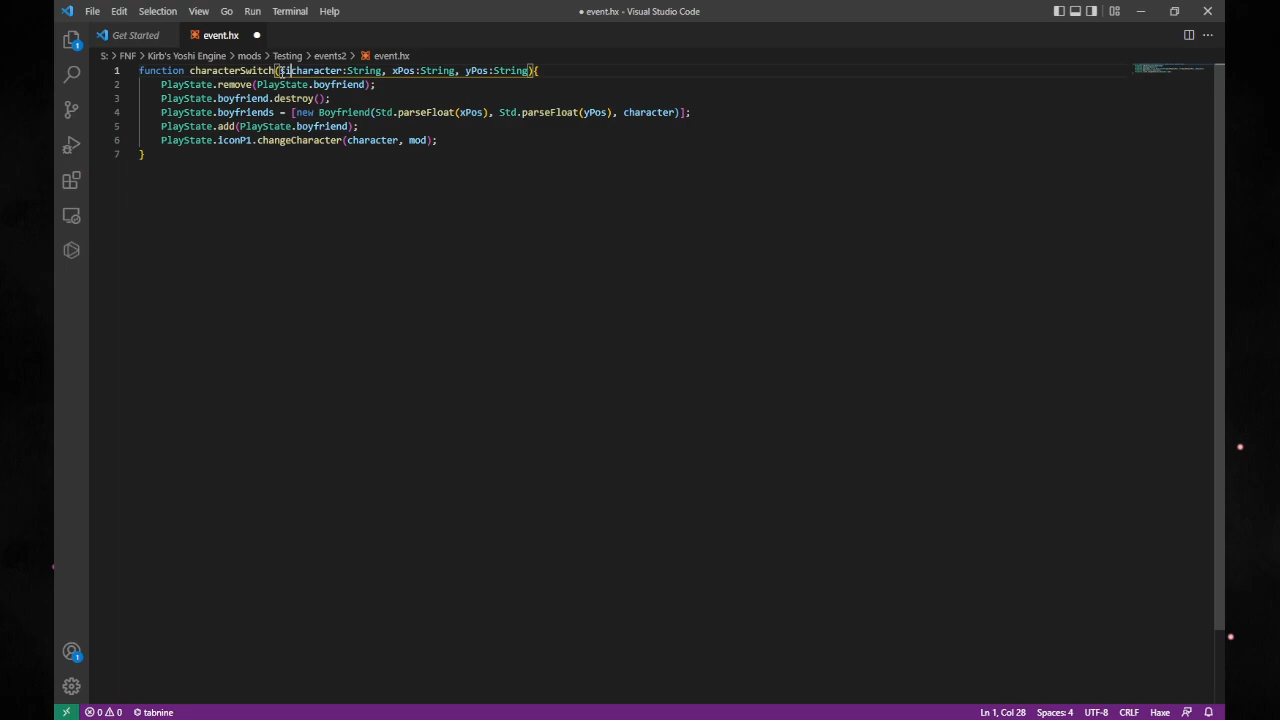 File Edit Selection View Go Run Terminal Help
● event.hx - Visual Studio Code
Get Started event.hx ●
S: > FNF > Kirb's Yoshi Engine > mods > Testing > events2 > event.hx
1 function characterSwitch(sicharacter:String, xPos:String, yPos:String){
2 PlayState.remove(PlayState.boyfriend);
3 PlayState.boyfriend.destroy();
4 PlayState.boyfriends = [new Boyfriend(Std.parseFloat(xPos), Std.parseFloat(yPos), character)];
5 PlayState.add(PlayState.boyfriend);
6 PlayState.iconP1.changeCharacter(character, mod);
7 }
1
1
0 0 tabnine Ln 1, Col 28 Spaces: 4 UTF-8 CRLF Haxe